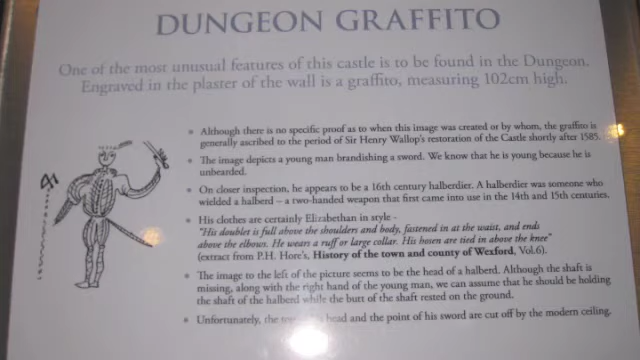 DUNGEON GRAFFITO
One of the most unusual features of this castle is to be found in the Dungeon.
Engraved in the plaster of the wall is a graffito, measuring 102cm high.
Although there is no specific proof as to when this image was created or by whom, the graffito is
generally ascribed to the period of Sir Henry Wallop's restoration of the Castle shortly after 1585.
The image depicts a young man brandishing a sword. We know that he is young because he is
unbearded.
On closer inspection, he appears to be a 16th century halberdier. A halberdier was someone who
wielded a halberd – a two-handed weapon that first came into use in the 14th and 15th centuries.
His clothes are certainly Elizabethan in style -
"His doublet is full above the shoulders and body, fastened in at the waist, and ends
above the elbows. He wears a ruff or large collar. His hosen are tied in above the knee"
(extract from P.H. Hore's, History of the town and county of Wexford, Vol.6).
The image to the left of the picture seems to be the head of a halberd. Although the shaft is
missing, along with the right hand of the young man, we can assume that he should be holding
the shaft of the halberd while the butt of the shaft rested on the ground.
Unfortunately, the head and the point of his sword are cut off by the modern ceiling.